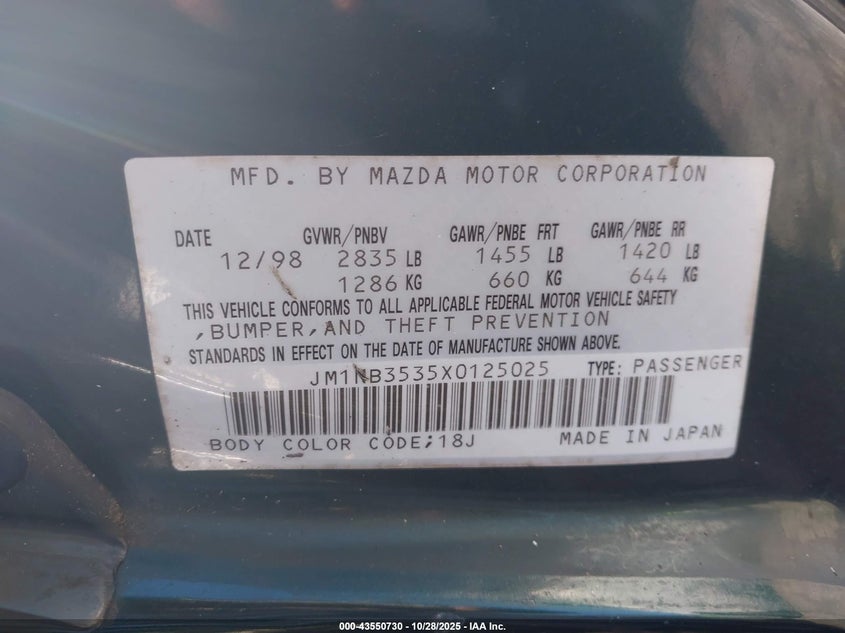 MFD. BY MAZDA MOTOR CORPORATION
DATE GVWR/PNBV GAWR/PNBE FRT GAWR/PNBE RR
12/98 2835 LB 1455 LB 1420 LB
1286 KG 660 KG 644 KG
THIS VEHICLE CONFORMS TO ALL APPLICABLE FEDERAL MOTOR VEHICLE SAFETY
,BUMPER,AND THEFT PREVENTION
STANDARDS IN EFFECT ON THE DATE OF MANUFACTURE SHOWN ABOVE.
JM1NB3535X0125025 TYPE: PASSENGER
BODY COLOR CODE;18J MADE IN JAPAN
000-43550730 - 10/28/2025 - IAA Inc.